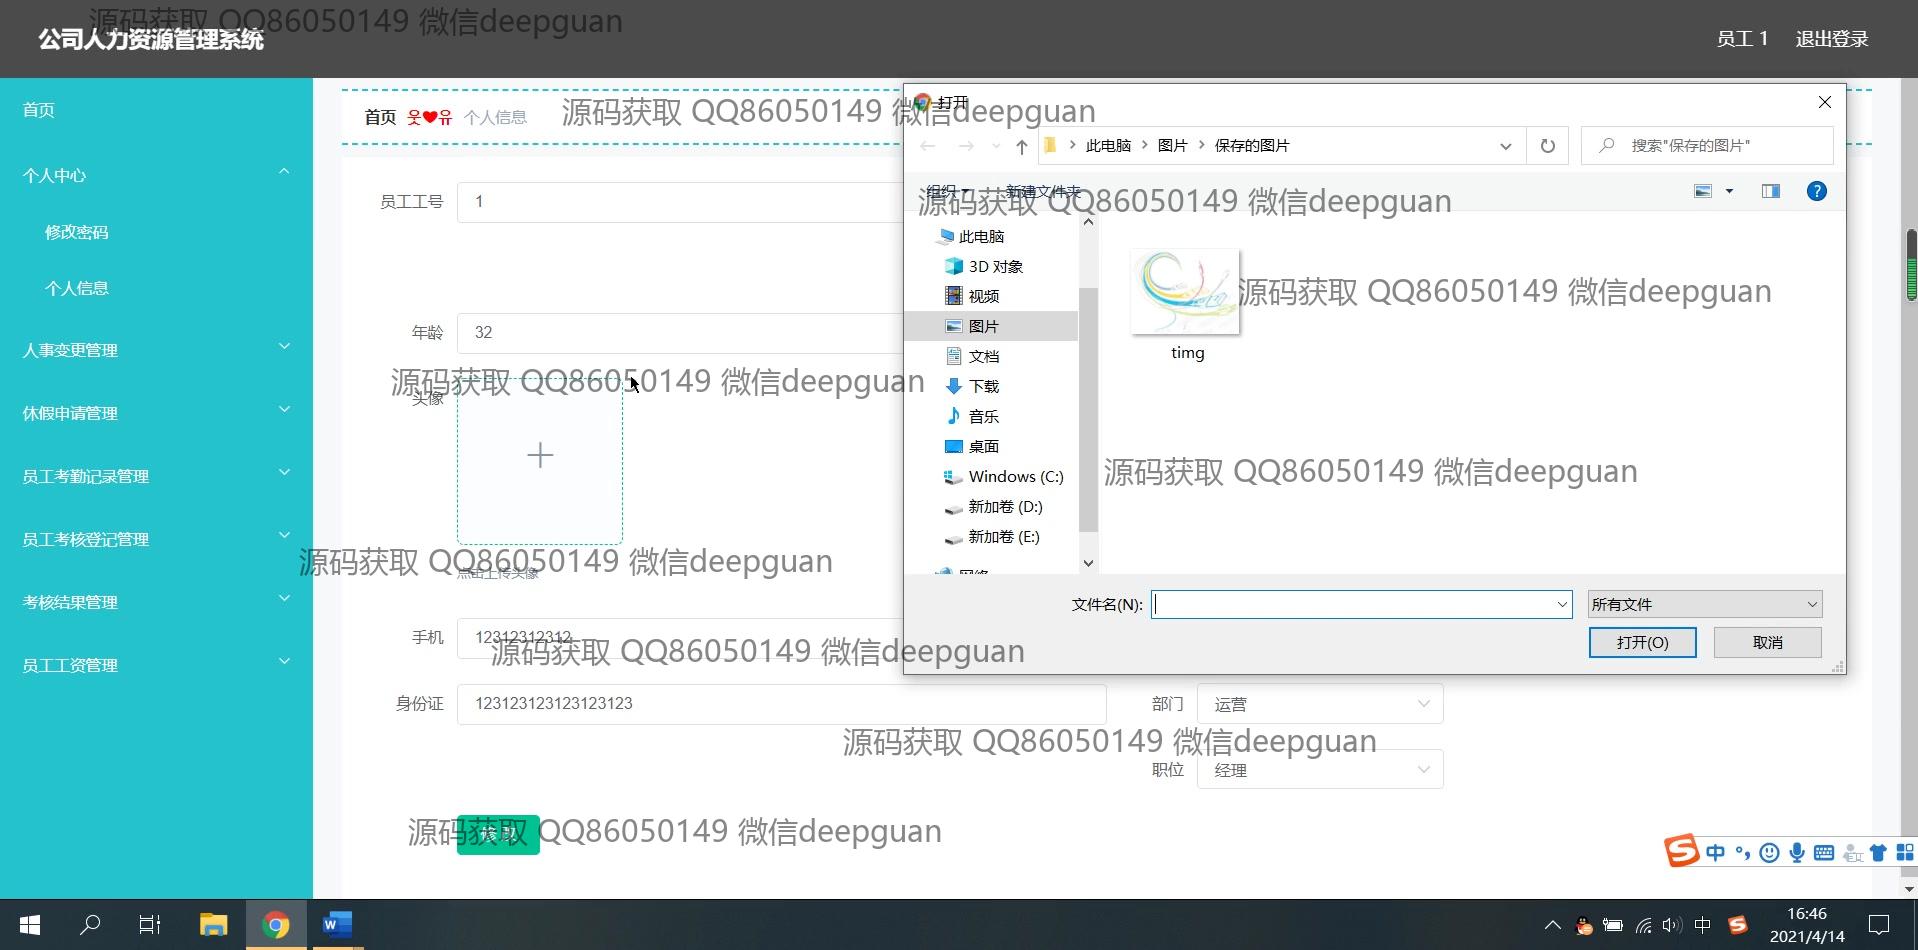 源码获取 QQ86050149 微信deepguan
公司人力资源管理系统
员工 1 退出登录
首页
个人中心
修改密码
个人信息
人事变更管理
休假申请管理
员工考勤记录管理
员工考核登记管理
考核结果管理
员工工资管理
首页 웃❤유 个人信息
源码获取 QQ86050149 微信deepguan
员工工号 1
年龄 32
源码获取 QQ86050149 微信deepguan
头像
源码获取 QQ86050149 微信deepguan
点击上传头像
手机 12312312312
源码获取 QQ86050149 微信deepguan
身份证 123123123123123123
部门 运营
源码获取 QQ86050149 微信deepguan
职位 经理
源码获取 QQ86050149 微信deepguan
修改
打开
此电脑 图片 保存的图片
搜索"保存的图片"
组织 新建文件夹
源码获取 QQ86050149 微信deepguan
此电脑
3D 对象
视频
图片
文档
下载
音乐
桌面
Windows (C:)
新加卷 (D:)
新加卷 (E:)
网络
源码获取 QQ86050149 微信deepguan
timg
源码获取 QQ86050149 微信deepguan
文件名(N):
所有文件
打开(O) 取消
中
中
16:46
2021/4/14